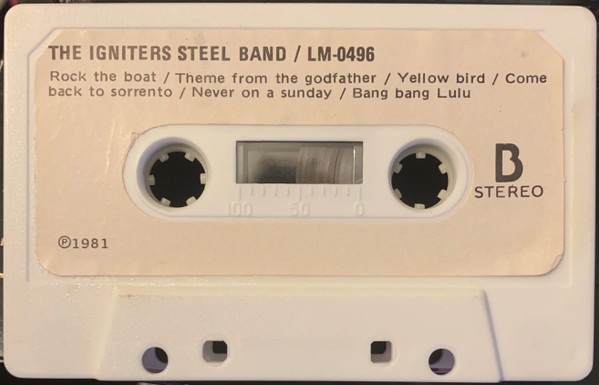 THE IGNITERS STEEL BAND / LM-0496
Rock the boat / Theme from the godfather / Yellow bird / Come
back to sorrento / Never on a sunday / Bang bang Lulu
B
STEREO
100 50 0
℗1981